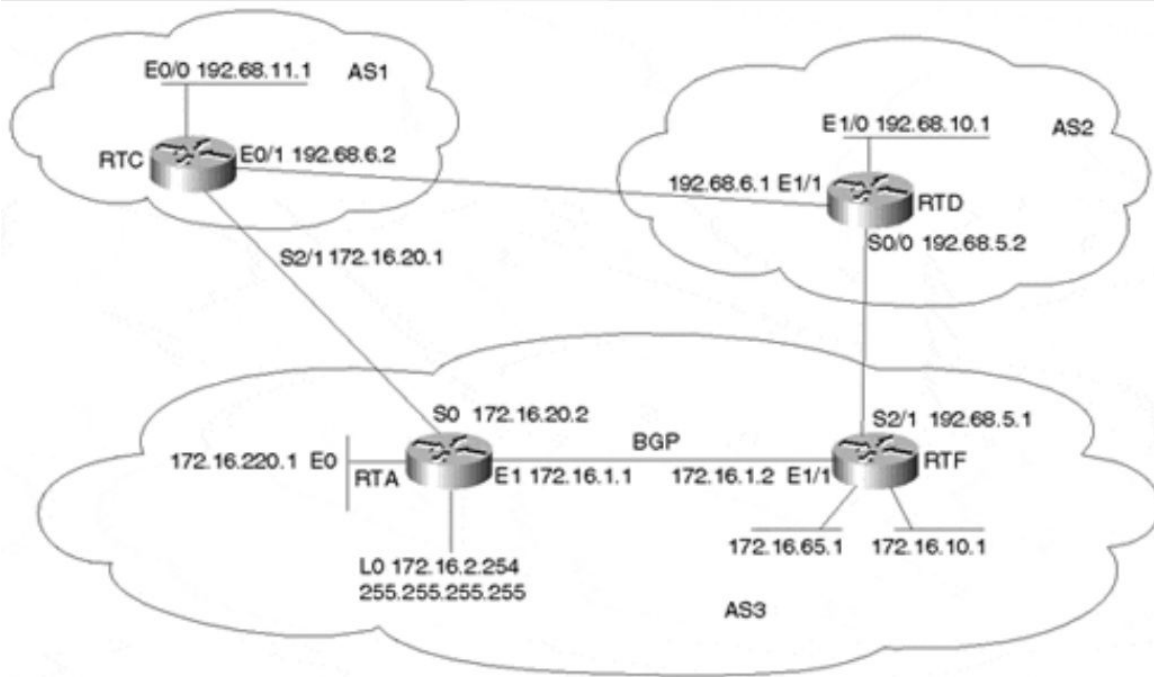 E0/0 192.68.11.1
AS1
RTC
E0/1 192.68.6.2
E1/0 192.68.10.1
AS2
192.68.6.1 E1/1
RTD
S0/0 192.68.5.2
S2/1 172.16.20.1
S0 172.16.20.2
S2/1 192.68.5.1
BGP
172.16.220.1 E0
RTA
E1 172.16.1.1
172.16.1.2 E1/1
RTF
172.16.65.1
172.16.10.1
L0 172.16.2.254
255.255.255.255
AS3